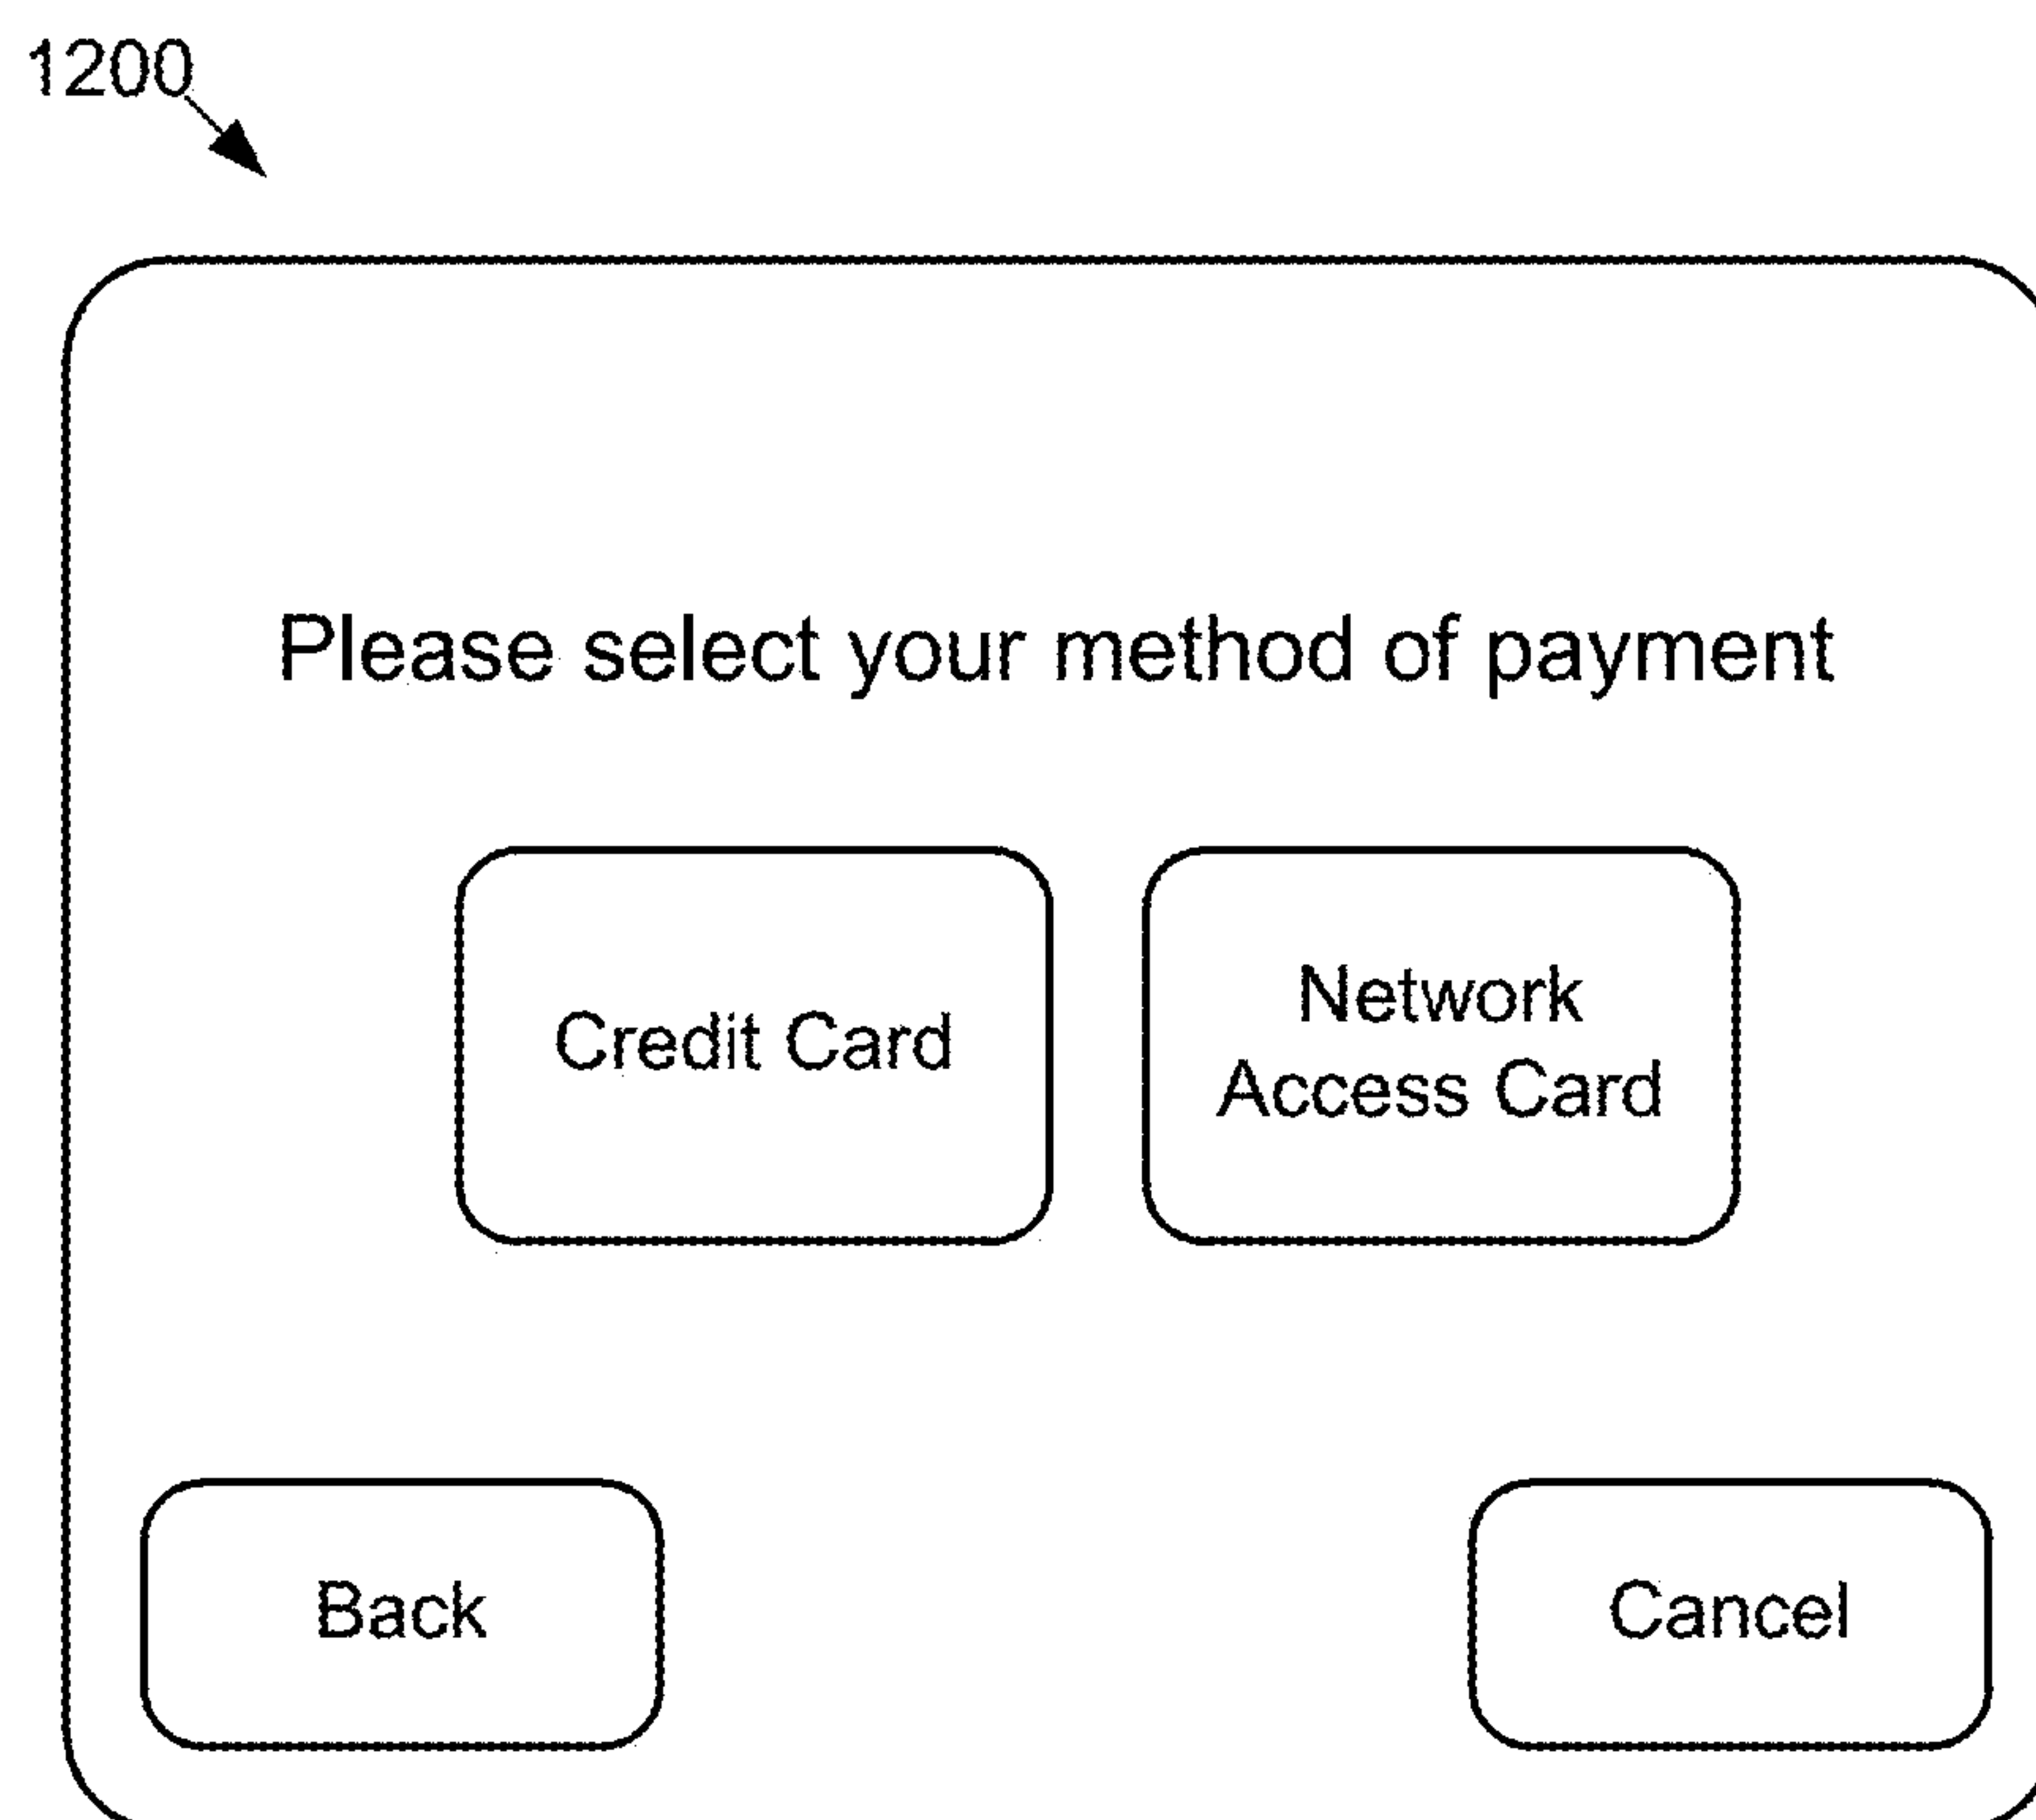 1200
Please select your method of payment
Credit Card
Network
Access Card
Back
Cancel